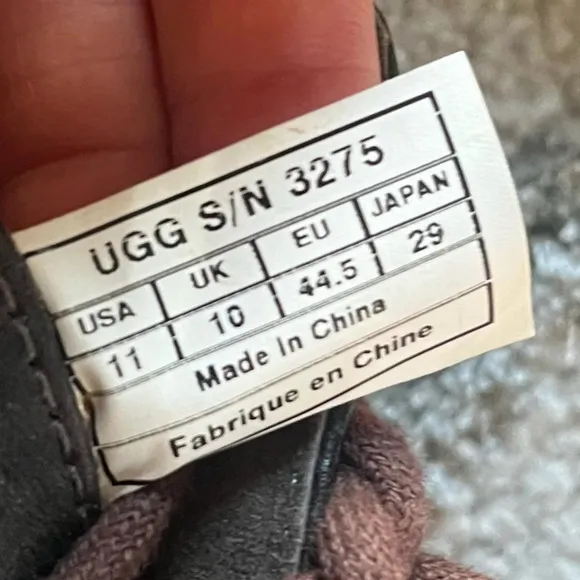 UGG S/N 3275
USA UK EU JAPAN
11 10 44.5 29
Made In China
Fabrique en Chine